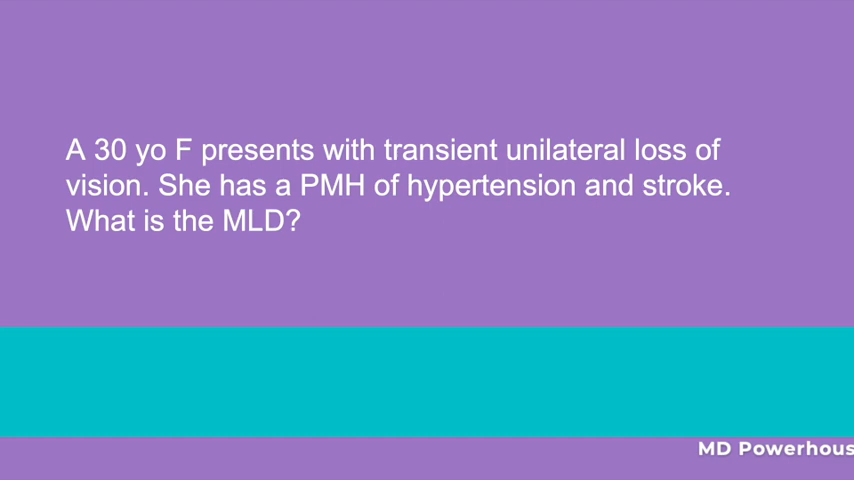 A 30 yo F presents with transient unilateral loss of
vision. She has a PMH of hypertension and stroke.
What is the MLD?
MD Powerhous